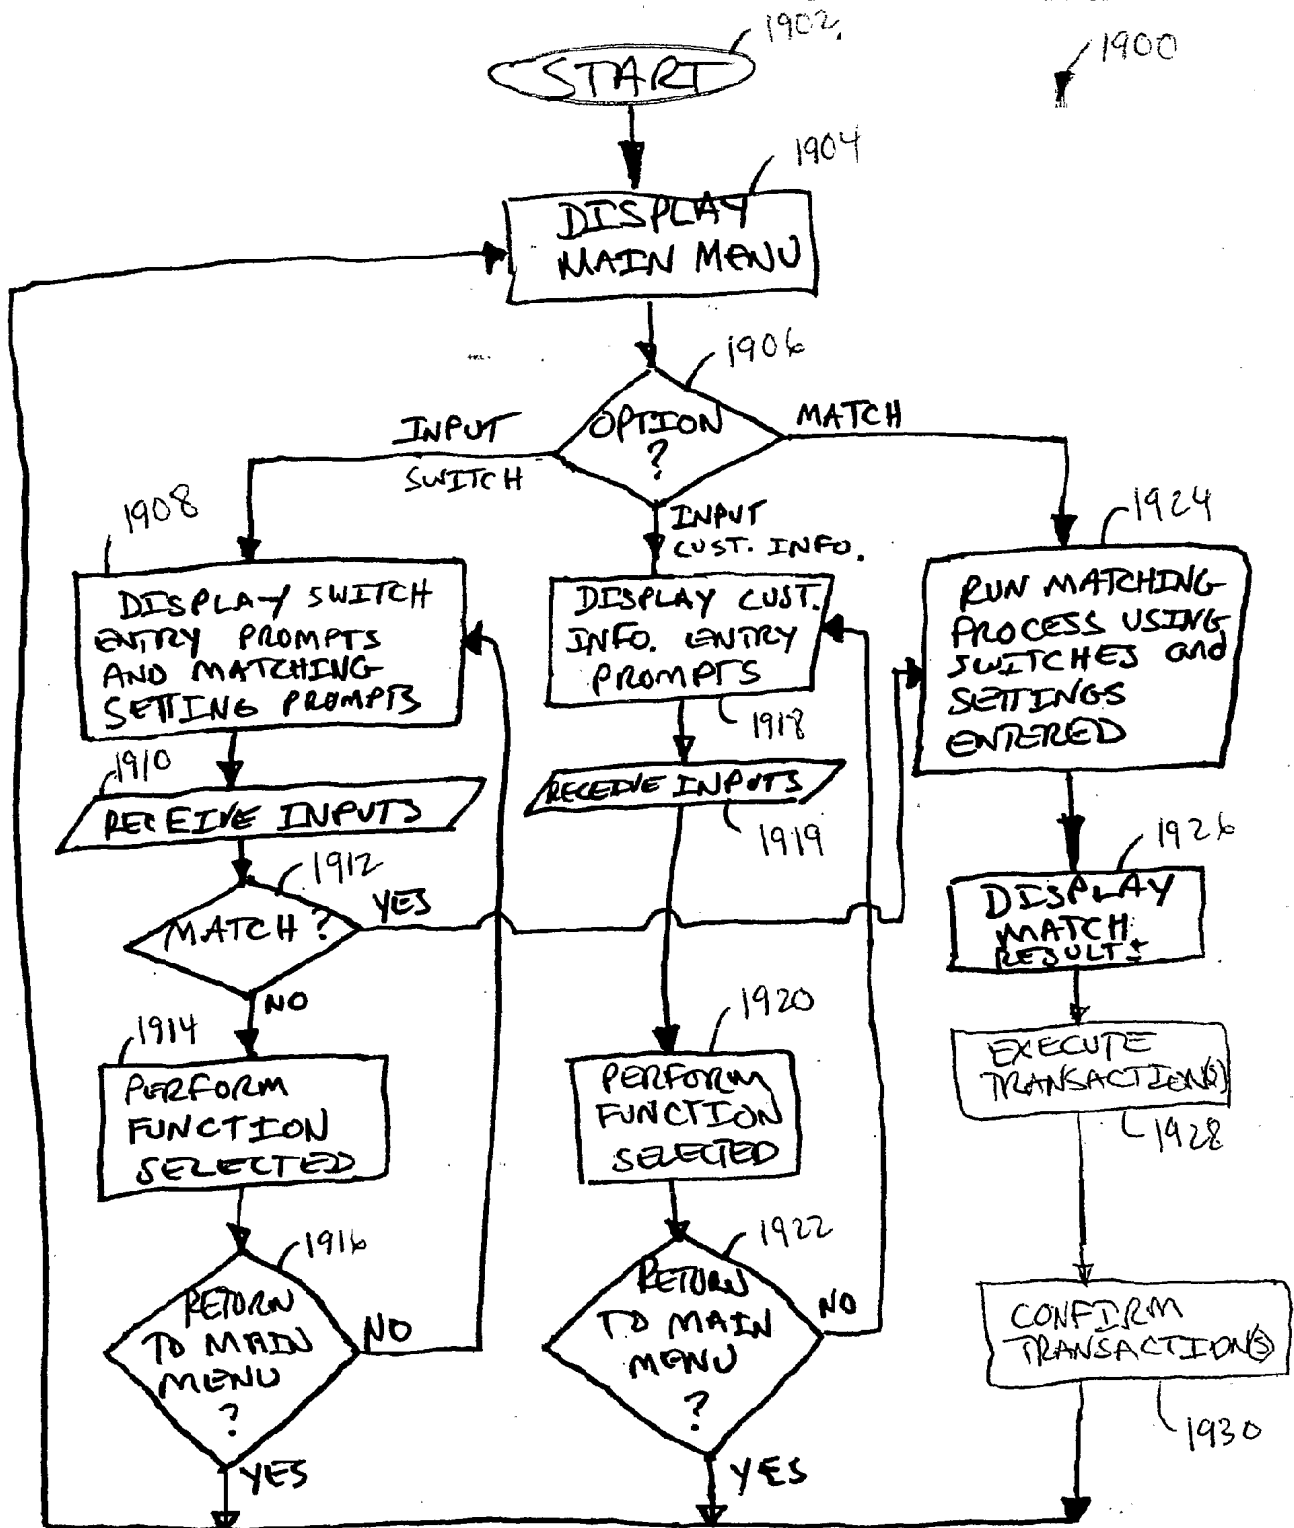 1902
START
1900
1904
DISPLAY
MAIN MENU
1906
OPTION
?
INPUT
SWITCH
MATCH
INPUT
CUST. INFO.
1908
DISPLAY SWITCH
ENTRY PROMPTS
AND MATCHING
SETTING PROMPTS
1910
RECEIVE INPUTS
1912
MATCH ?
YES
NO
1914
PERFORM
FUNCTION
SELECTED
1916
RETURN
TO MAIN
MENU
?
NO
YES
DISPLAY CUST.
INFO. ENTRY
PROMPTS
1918
RECEIVE INPUTS
1919
1920
PERFORM
FUNCTION
SELECTED
1922
RETURN
TO MAIN
MENU
?
NO
YES
1924
RUN MATCHING
PROCESS USING
SWITCHES and
SETTINGS
ENTERED
1926
DISPLAY
MATCH
RESULTS
EXECUTE
TRANSACTION(S)
1928
CONFIRM
TRANSACTION(S)
1930